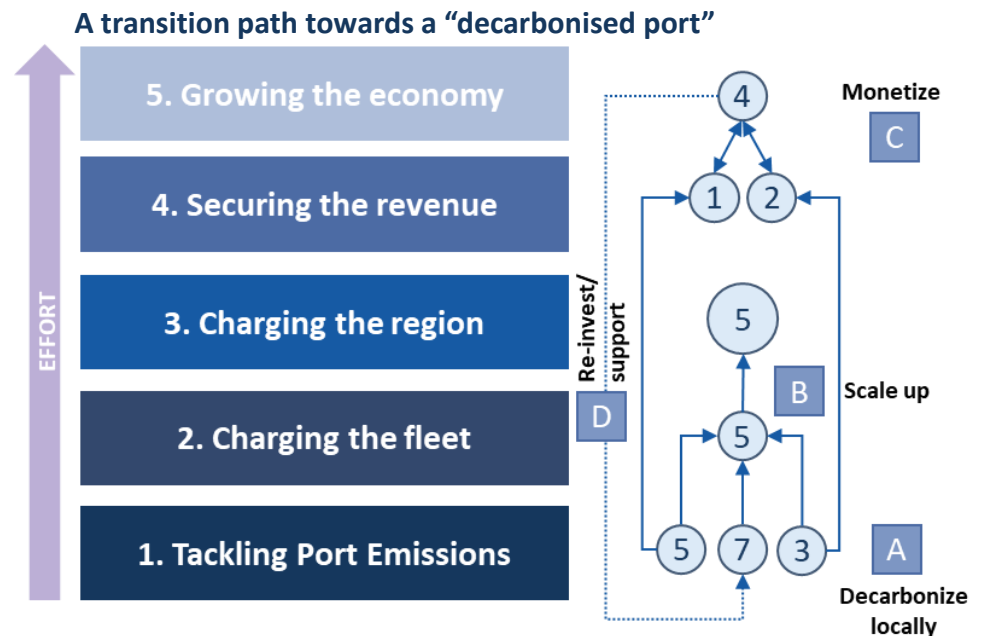 A transition path towards a “decarbonised port”
EFFORT
5. Growing the economy
4. Securing the revenue
3. Charging the region
2. Charging the fleet
1. Tackling Port Emissions
4
Monetize
C
1 2
Re-invest/
support
D
5
B
Scale up
5
5 7 3
A
Decarbonize
locally